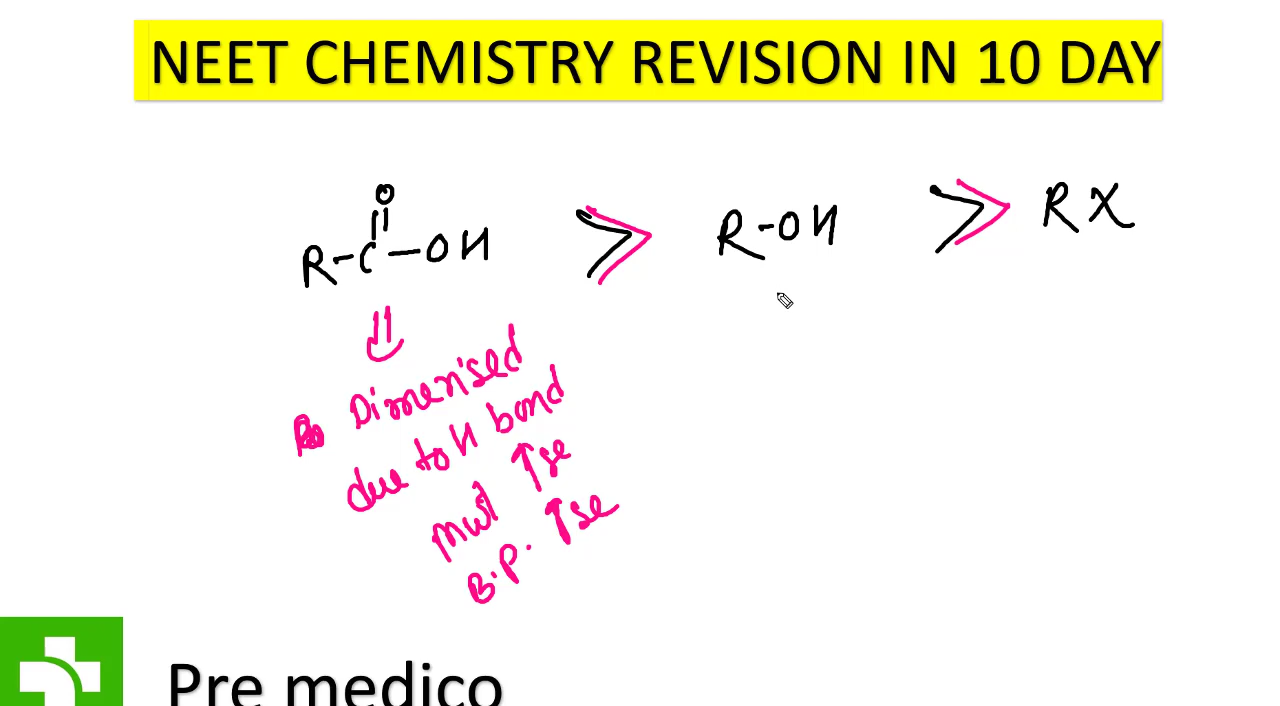 NEET CHEMISTRY REVISION IN 10 DAY
O
R-C-OH > R-OH > RX
Dimerised
due to H bond
mwt ↑se
B.P. ↑se
Pre medico